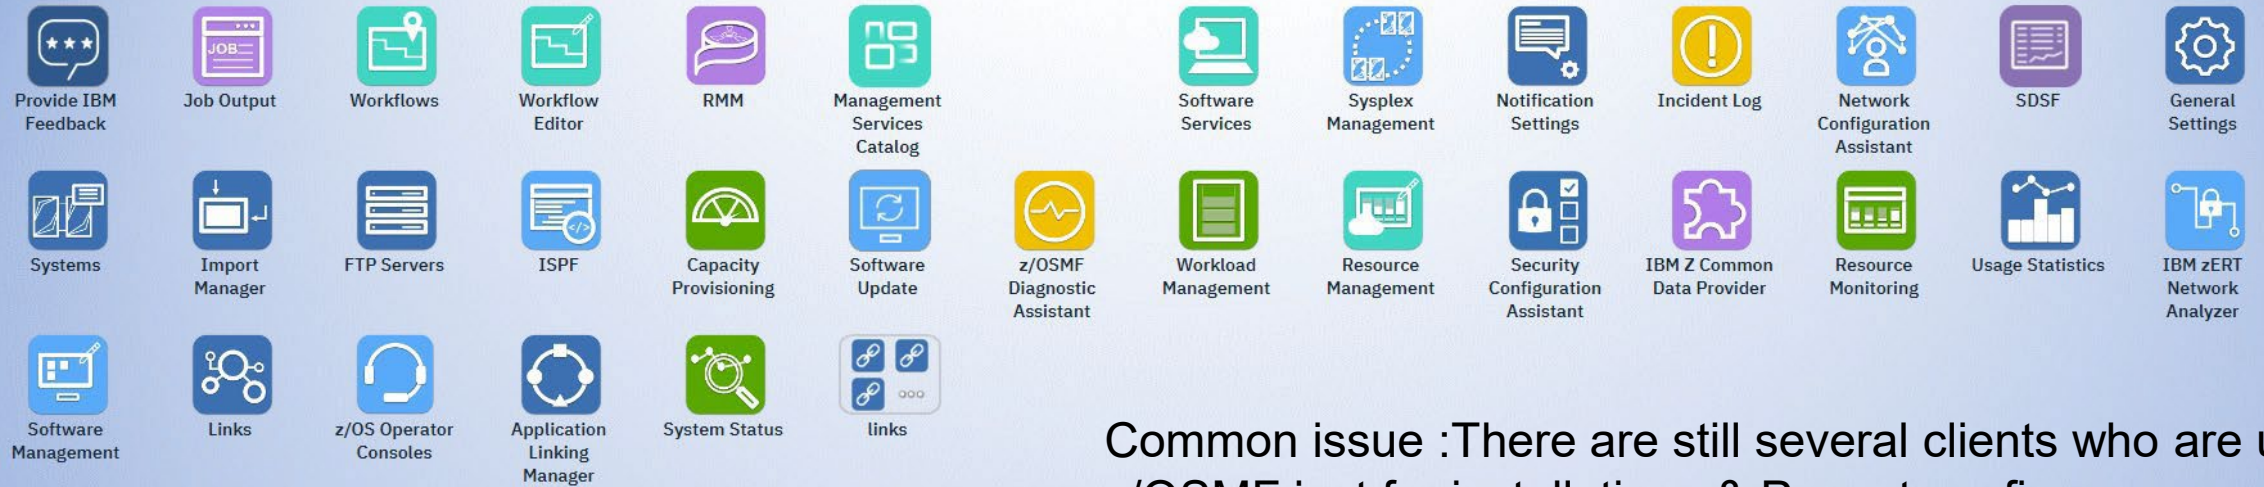 Provide IBM
Feedback
JOB
Job Output
Workflows
Workflow
Editor
RMM
Management
Services
Catalog
Software
Services
Sysplex
Management
Notification
Settings
Incident Log
Network
Configuration
Assistant
SDSF
General
Settings
Systems
Import
Manager
FTP Servers
ISPF
Capacity
Provisioning
Software
Update
z/OSMF
Diagnostic
Assistant
Workload
Management
Resource
Management
Security
Configuration
Assistant
IBM Z Common
Data Provider
Resource
Monitoring
Usage Statistics
IBM zERT
Network
Analyzer
Software
Management
Links
z/OS Operator
Consoles
Application
Linking
Manager
System Status
links
Common issue :There are still several clients who are